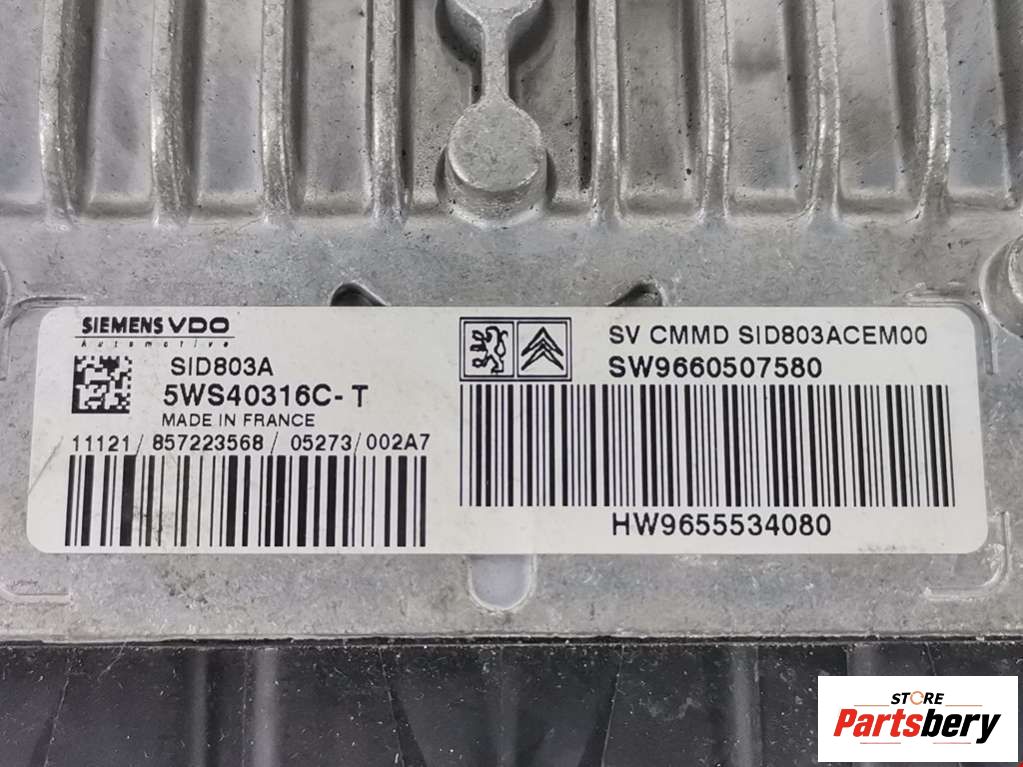 SIEMENS VDO
Automotive
SID803A
5WS40316C-T
MADE IN FRANCE
11121/857223568/05273/002A7
SV CMMD SID803ACEM00
SW9660507580
HW9655534080
STORE
Partsbery